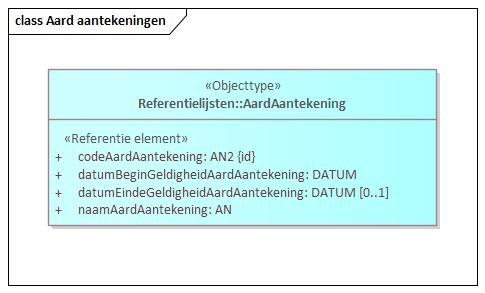 class Aard aantekeningen
«Objecttype»
Referentielijsten::AardAantekening
«Referentie element»
+ codeAardAantekening: AN2 {id}
+ datumBeginGeldigheidAardAantekening: DATUM
+ datumEindeGeldigheidAardAantekening: DATUM [0..1]
+ naamAardAantekening: AN